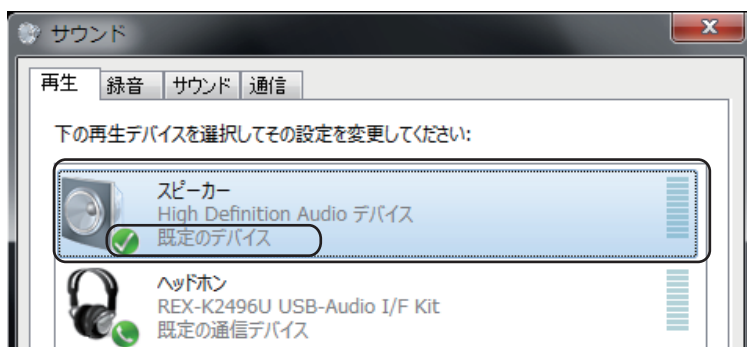 サウンド
再生 録音 サウンド 通信
下の再生デバイスを選択してその設定を変更してください:
スピーカー
High Definition Audio デバイス
既定のデバイス
ヘッドホン
REX-K2496U USB-Audio I/F Kit
既定の通信デバイス